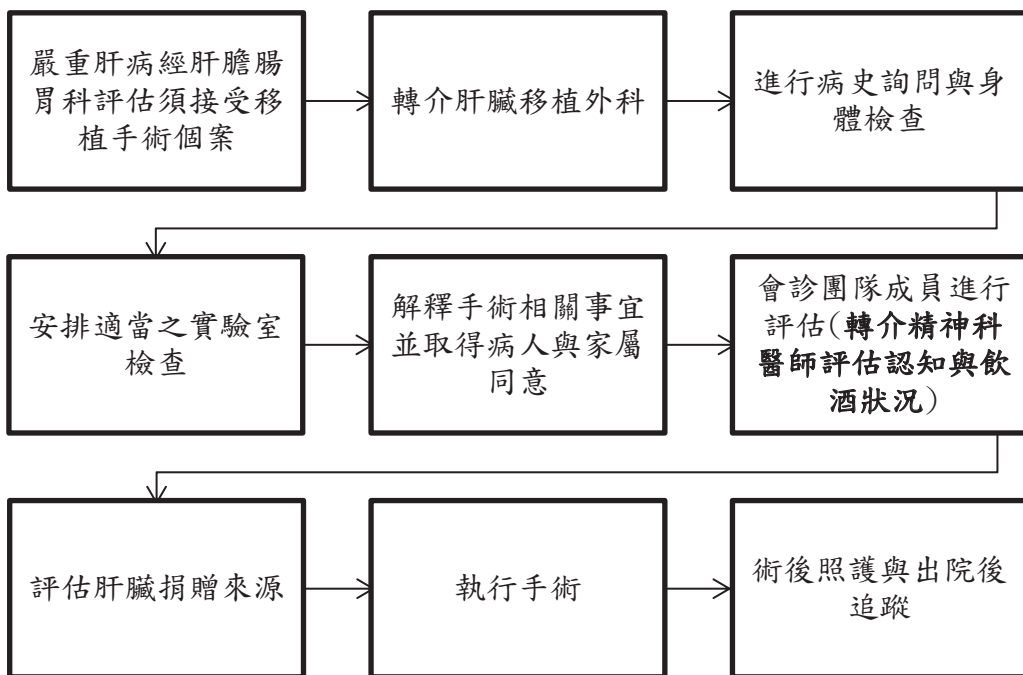 嚴重肝病經肝膽腸
胃科評估須接受移
植手術個案
轉介肝臟移植外科
進行病史詢問與身
體檢查
安排適當之實驗室
檢查
解釋手術相關事宜
並取得病人與家屬
同意
會診團隊成員進行
評估(轉介精神科
醫師評估認知與飲
酒狀況)
評估肝臟捐贈來源
執行手術
術後照護與出院後
追蹤